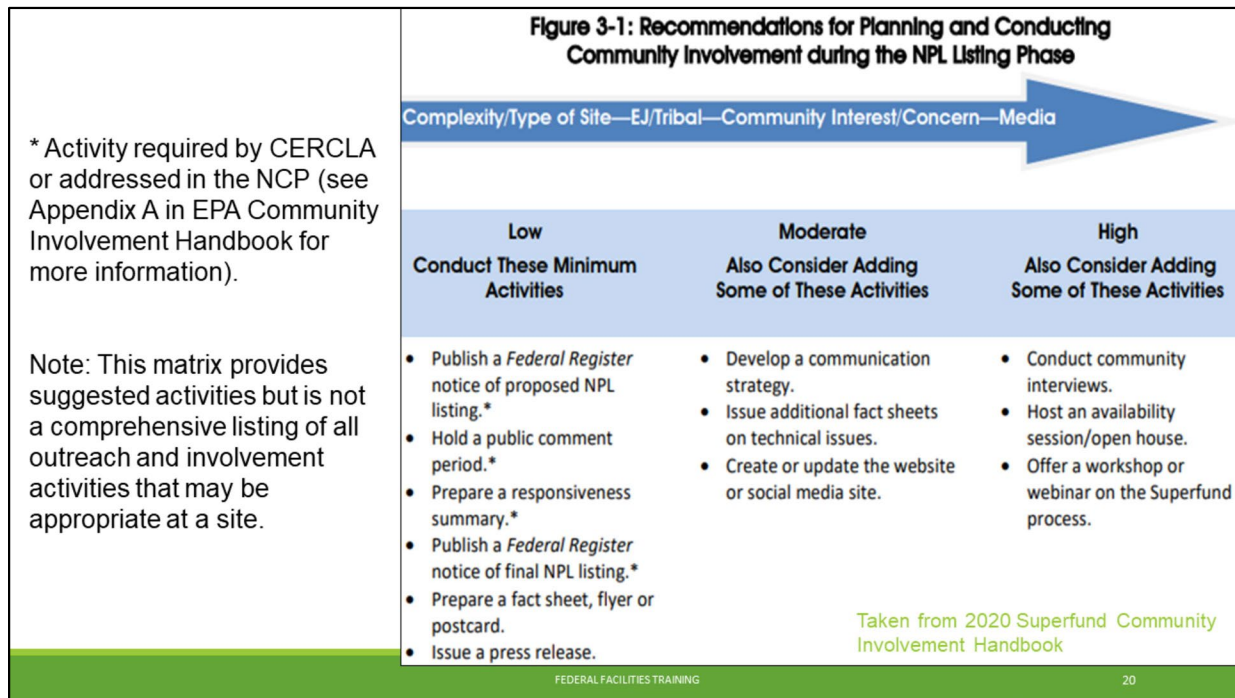 * Activity required by CERCLA
or addressed in the NCP (see
Appendix A in EPA Community
Involvement Handbook for
more information).
Note: This matrix provides
suggested activities but is not
a comprehensive listing of all
outreach and involvement
activities that may be
appropriate at a site.
Figure 3-1: Recommendations for Planning and Conducting
Community Involvement during the NPL Listing Phase
Complexity/Type of Site—EJ/Tribal—Community Interest/Concern—Media
Low
Conduct These Minimum
Activities
• Publish a Federal Register
notice of proposed NPL
listing.*
• Hold a public comment
period.*
• Prepare a responsiveness
summary.*
• Publish a Federal Register
notice of final NPL listing.*
• Prepare a fact sheet, flyer or
postcard.
• Issue a press release.
Moderate
Also Consider Adding
Some of These Activities
• Develop a communication
strategy.
• Issue additional fact sheets
on technical issues.
• Create or update the website
or social media site.
High
Also Consider Adding
Some of These Activities
• Conduct community
interviews.
• Host an availability
session/open house.
• Offer a workshop or
webinar on the Superfund
process.
Taken from 2020 Superfund Community
Involvement Handbook
FEDERAL FACILITIES TRAINING
20